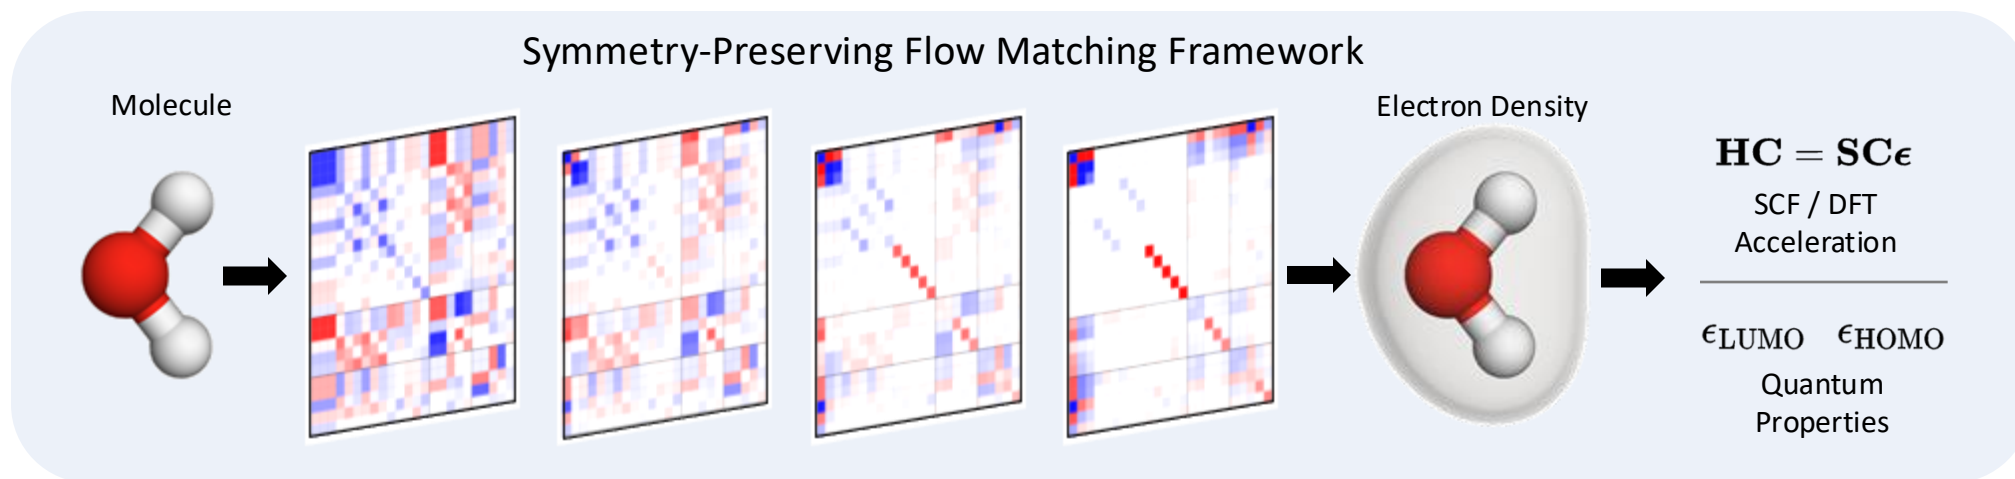 Symmetry-Preserving Flow Matching Framework
Molecule
Electron Density
HC = SCϵ
SCF / DFT
Acceleration
ϵLUMO ϵHOMO
Quantum
Properties